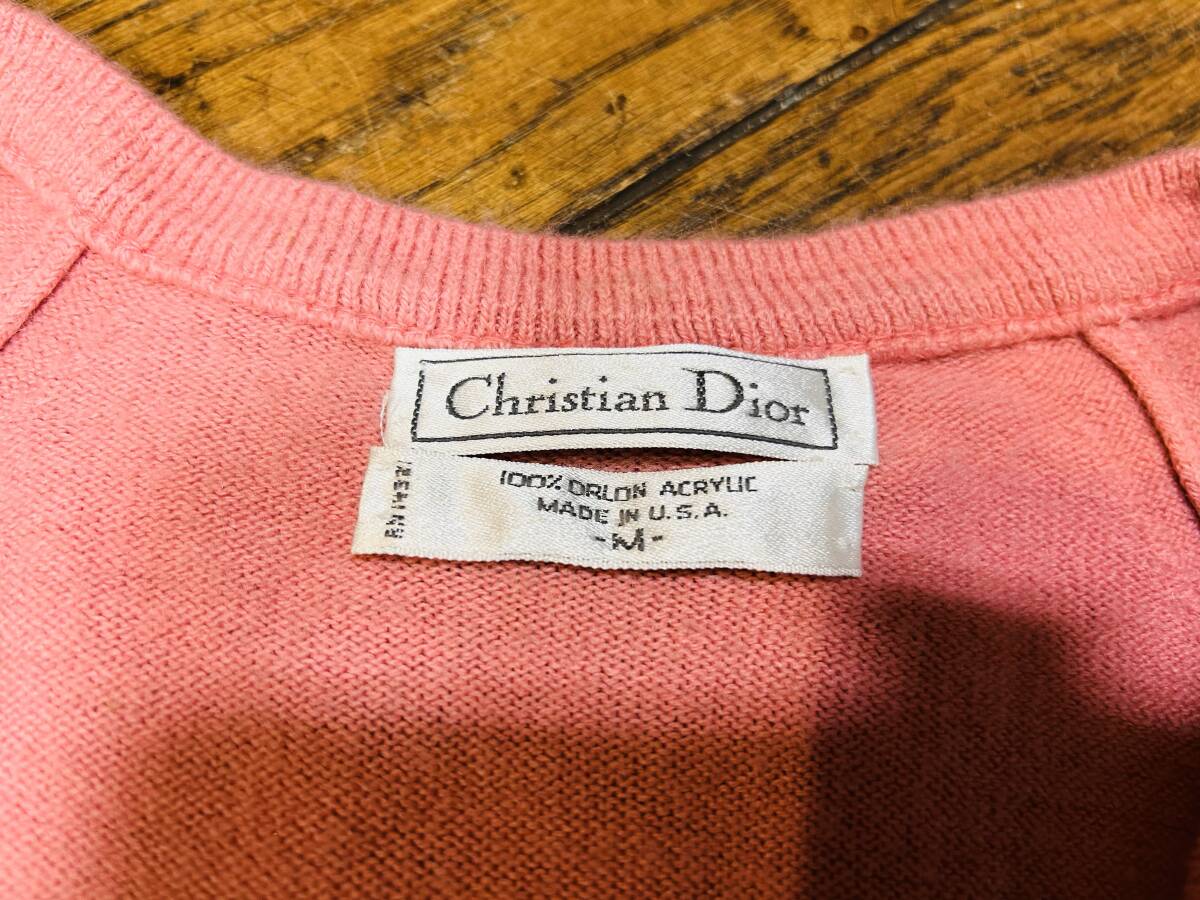 Christian Dior
100% ORLON ACRYLIC
MADE IN U.S.A.
-M-